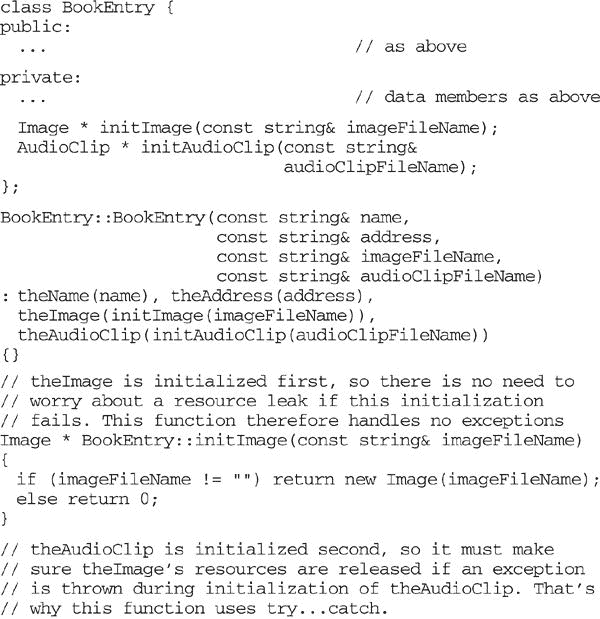 class BookEntry {
public:
  ...                         // as above
private:
  ...                         // data members as above
  Image * initImage(const string& imageFileName);
  AudioClip * initAudioClip(const string&
                            audioClipFileName);
};
BookEntry::BookEntry(const string& name,
                     const string& address,
                     const string& imageFileName,
                     const string& audioClipFileName)
: theName(name), theAddress(address),
  theImage(initImage(imageFileName)),
  theAudioClip(initAudioClip(audioClipFileName))
{}
// theImage is initialized first, so there is no need to
// worry about a resource leak if this initialization
// fails. This function therefore handles no exceptions
Image * BookEntry::initImage(const string& imageFileName)
{
  if (imageFileName != "") return new Image(imageFileName);
  else return 0;
}
// theAudioClip is initialized second, so it must make
// sure theImage’s resources are released if an exception
// is thrown during initialization of theAudioClip. That’s
// why this function uses try...catch.